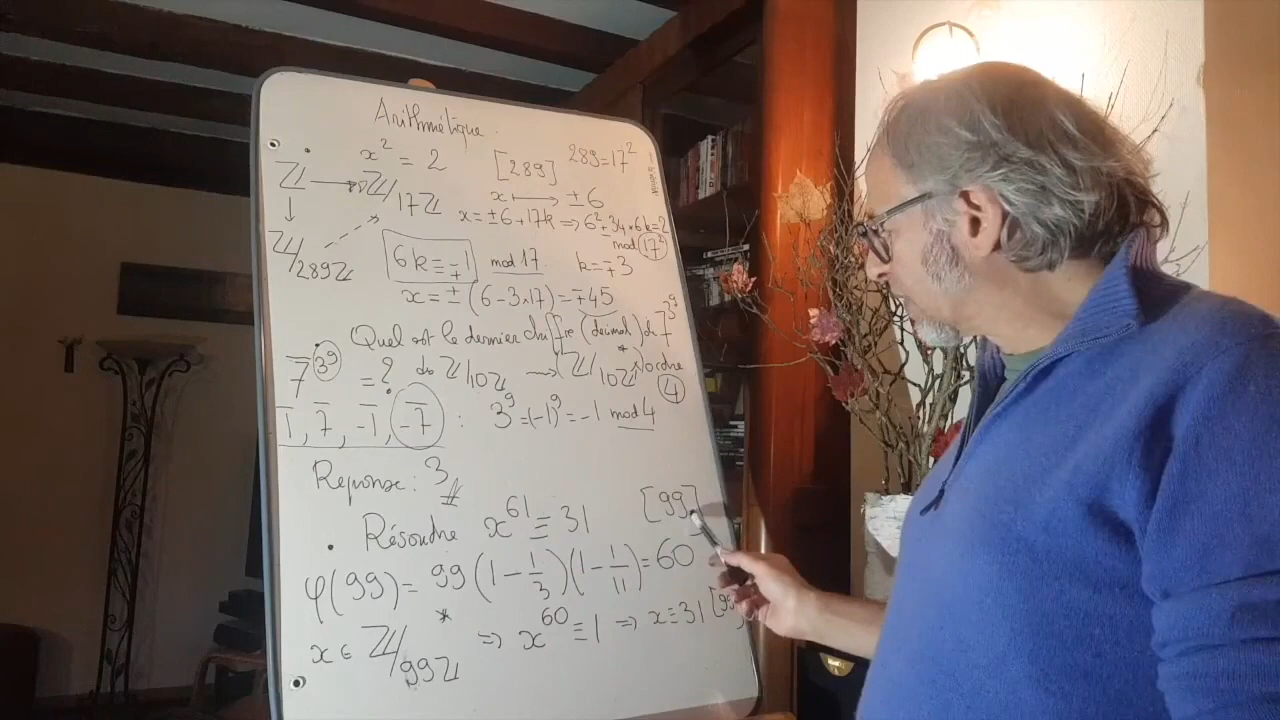 Arithmétique.
x² = 2 [289] 289=17²
ℤ → ℤ/17ℤ x ⟼ ±6
x=±6+17k ⇒ 6²±34×6k=2 mod 17²
↓
ℤ/289ℤ
6k≡∓1 mod 17. k=∓3
x=±(6-3×17)=∓45
• Quel est le dernier chiffre (décimal) de 7^3^9
7^3^9 =? ds ℤ/10ℤ ⟶ (ℤ/10ℤ)* ordre 4
1̅, 7̅, -1̅, -7̅ : 3⁹=(-1)⁹=-1 mod 4
Reponse: 3
• Résoudre x⁶¹ ≡ 31 [99]
φ(99)= 99(1-1/3)(1-1/11)=60
x ∈ ℤ/99ℤ* ⇒ x⁶⁰≡1 ⇒ x≡31 [99]